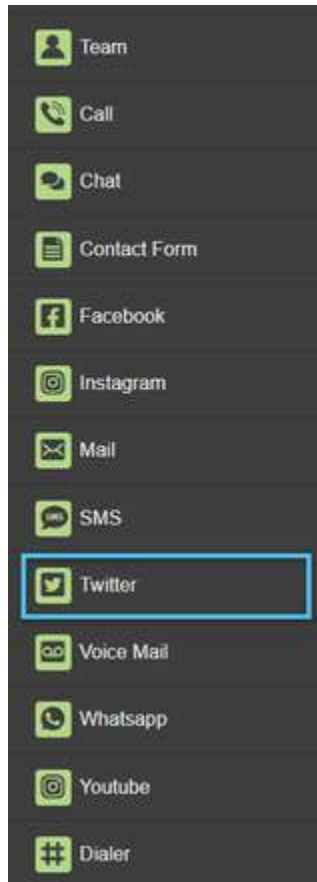 Team
Call
Chat
Contact Form
Facebook
Instagram
Mail
SMS
Twitter
Voice Mail
Whatsapp
Youtube
Dialer